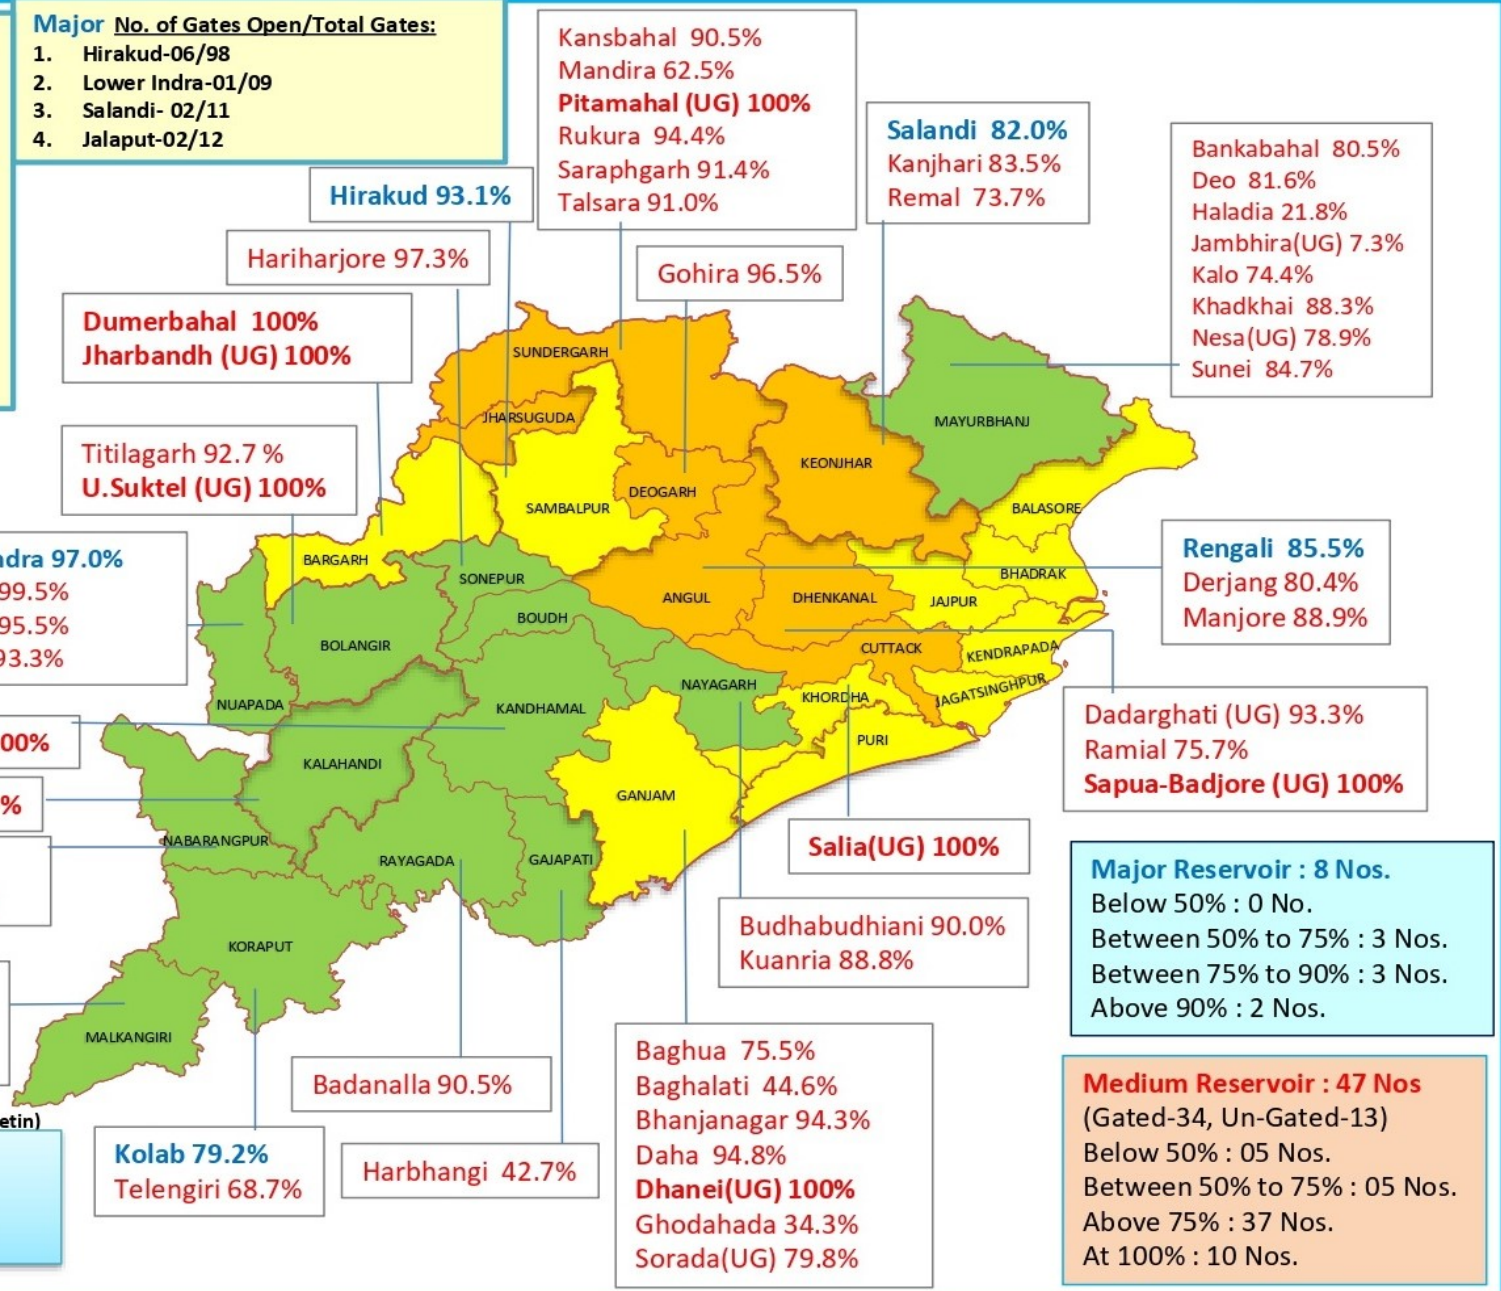 Major No. of Gates Open/Total Gates:
1. Hirakud-06/98
2. Lower Indra-01/09
3. Salandi- 02/11
4. Jalaput-02/12
Kansbahal 90.5%
Mandira 62.5%
Pitamahal (UG) 100%
Rukura 94.4%
Saraphgarh 91.4%
Talsara 91.0%
Salandi 82.0%
Kanjhari 83.5%
Remal 73.7%
Bankabahal 80.5%
Deo 81.6%
Haladia 21.8%
Jambhira(UG) 7.3%
Kalo 74.4%
Khadkhai 88.3%
Nesa(UG) 78.9%
Sunei 84.7%
Hirakud 93.1%
Hariharjore 97.3%
Gohira 96.5%
Dumerbahal 100%
Jharbandh (UG) 100%
Titilagarh 92.7 %
U.Suktel (UG) 100%
ndra 97.0%
99.5%
95.5%
93.3%
00%
%
SUNDERGARH
JHARSUGUDA
SAMBALPUR
DEOGARH
KEONJHAR
MAYURBHANJ
BALASORE
BHADRAK
BARGARH
SONEPUR
BOUDH
ANGUL
DHENKANAL
JAJPUR
BOLANGIR
CUTTACK
KENDRAPADA
JAGATSINGHPUR
NUAPADA
KANDHAMAL
NAYAGARH
KHORDHA
PURI
KALAHANDI
GANJAM
NABARANGPUR
RAYAGADA
GAJAPATI
KORAPUT
MALKANGIRI
Rengali 85.5%
Derjang 80.4%
Manjore 88.9%
Dadarghati (UG) 93.3%
Ramial 75.7%
Sapua-Badjore (UG) 100%
Salia(UG) 100%
Budhabudhiani 90.0%
Kuanria 88.8%
Major Reservoir : 8 Nos.
Below 50% : 0 No.
Between 50% to 75% : 3 Nos.
Between 75% to 90% : 3 Nos.
Above 90% : 2 Nos.
Badanalla 90.5%
etin)
Kolab 79.2%
Telengiri 68.7%
Harbhangi 42.7%
Baghua 75.5%
Baghalati 44.6%
Bhanjanagar 94.3%
Daha 94.8%
Dhanei(UG) 100%
Ghodahada 34.3%
Sorada(UG) 79.8%
Medium Reservoir : 47 Nos
(Gated-34, Un-Gated-13)
Below 50% : 05 Nos.
Between 50% to 75% : 05 Nos.
Above 75% : 37 Nos.
At 100% : 10 Nos.